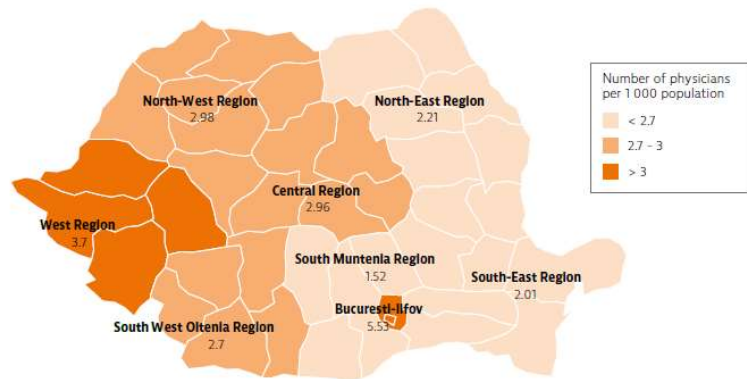 North-West Region
2.98
North-East Region
2.21
Number of physicians
per 1 000 population
< 2.7
2.7 - 3
> 3
Central Region
2.96
West Region
3.7
South Muntenia Region
1.52
South-East Region
2.01
Bucuresti-Ilfov
5.53
South West Oltenia Region
2.7